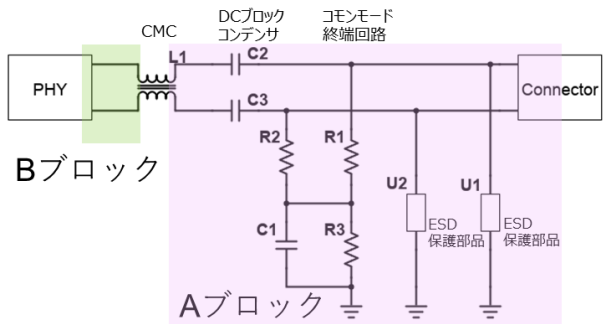 CMC
DCブロック
コンデンサ
コモンモード
終端回路
L1
C2
PHY
C3
Connector
R2
R1
Bブロック
U2
U1
C1
R3
ESD
保護部品
ESD
保護部品
Aブロック